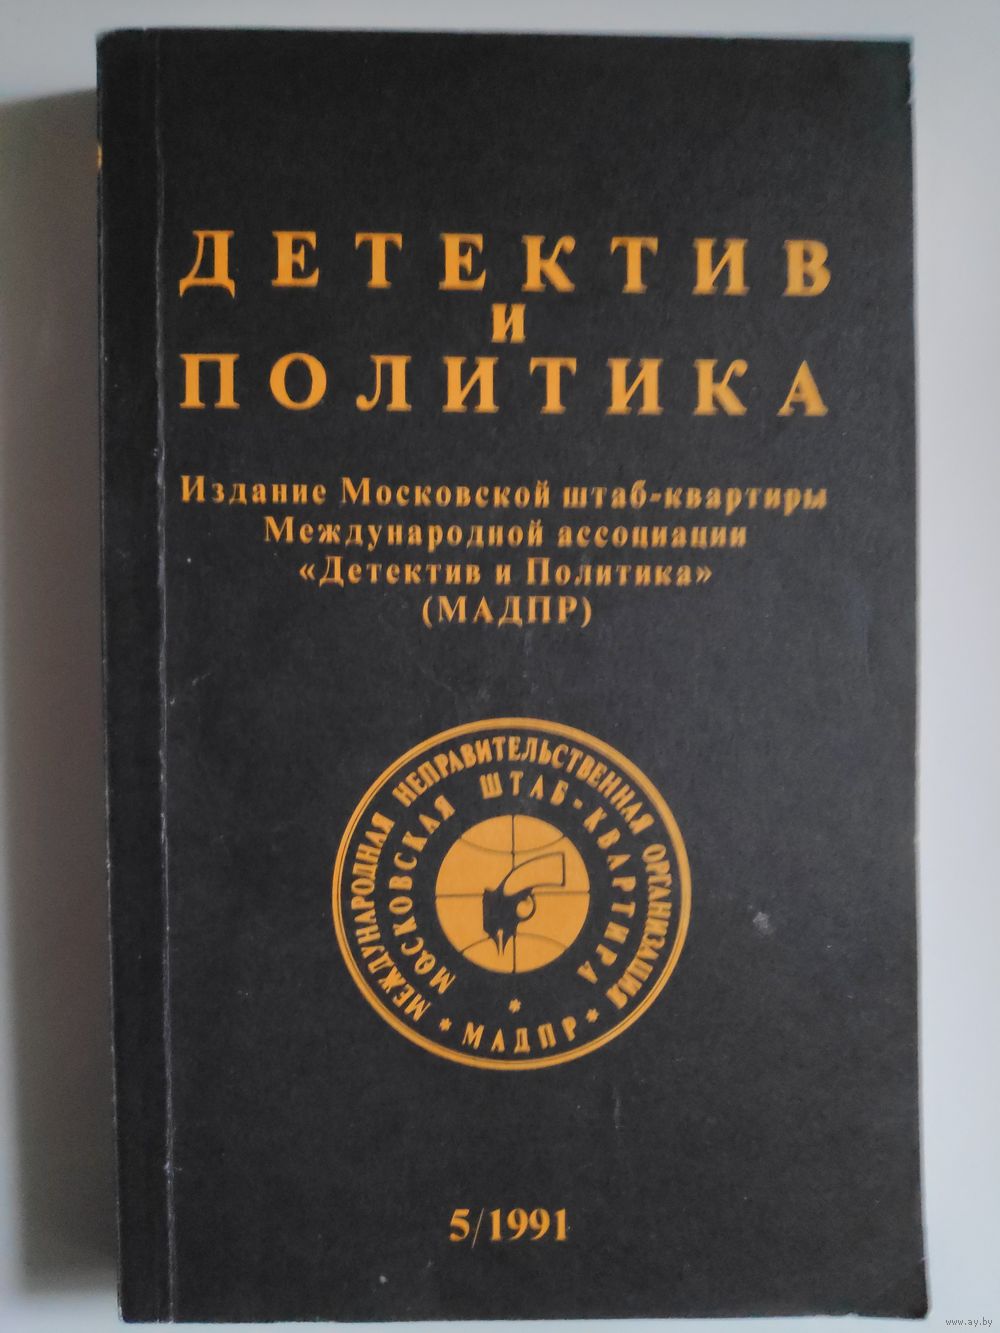 ДЕТЕКТИВ
И
ПОЛИТИКА
Издание Московской штаб-квартиры
Международной ассоциации
«Детектив и Политика»
(МАДПР)
МЕЖДУНАРОДНАЯ НЕПРАВИТЕЛЬСТВЕННАЯ ОРГАНИЗАЦИЯ
МОСКОВСКАЯ ШТАБ-КВАРТИРА
* МАДПР *
5/1991
www.ay.by